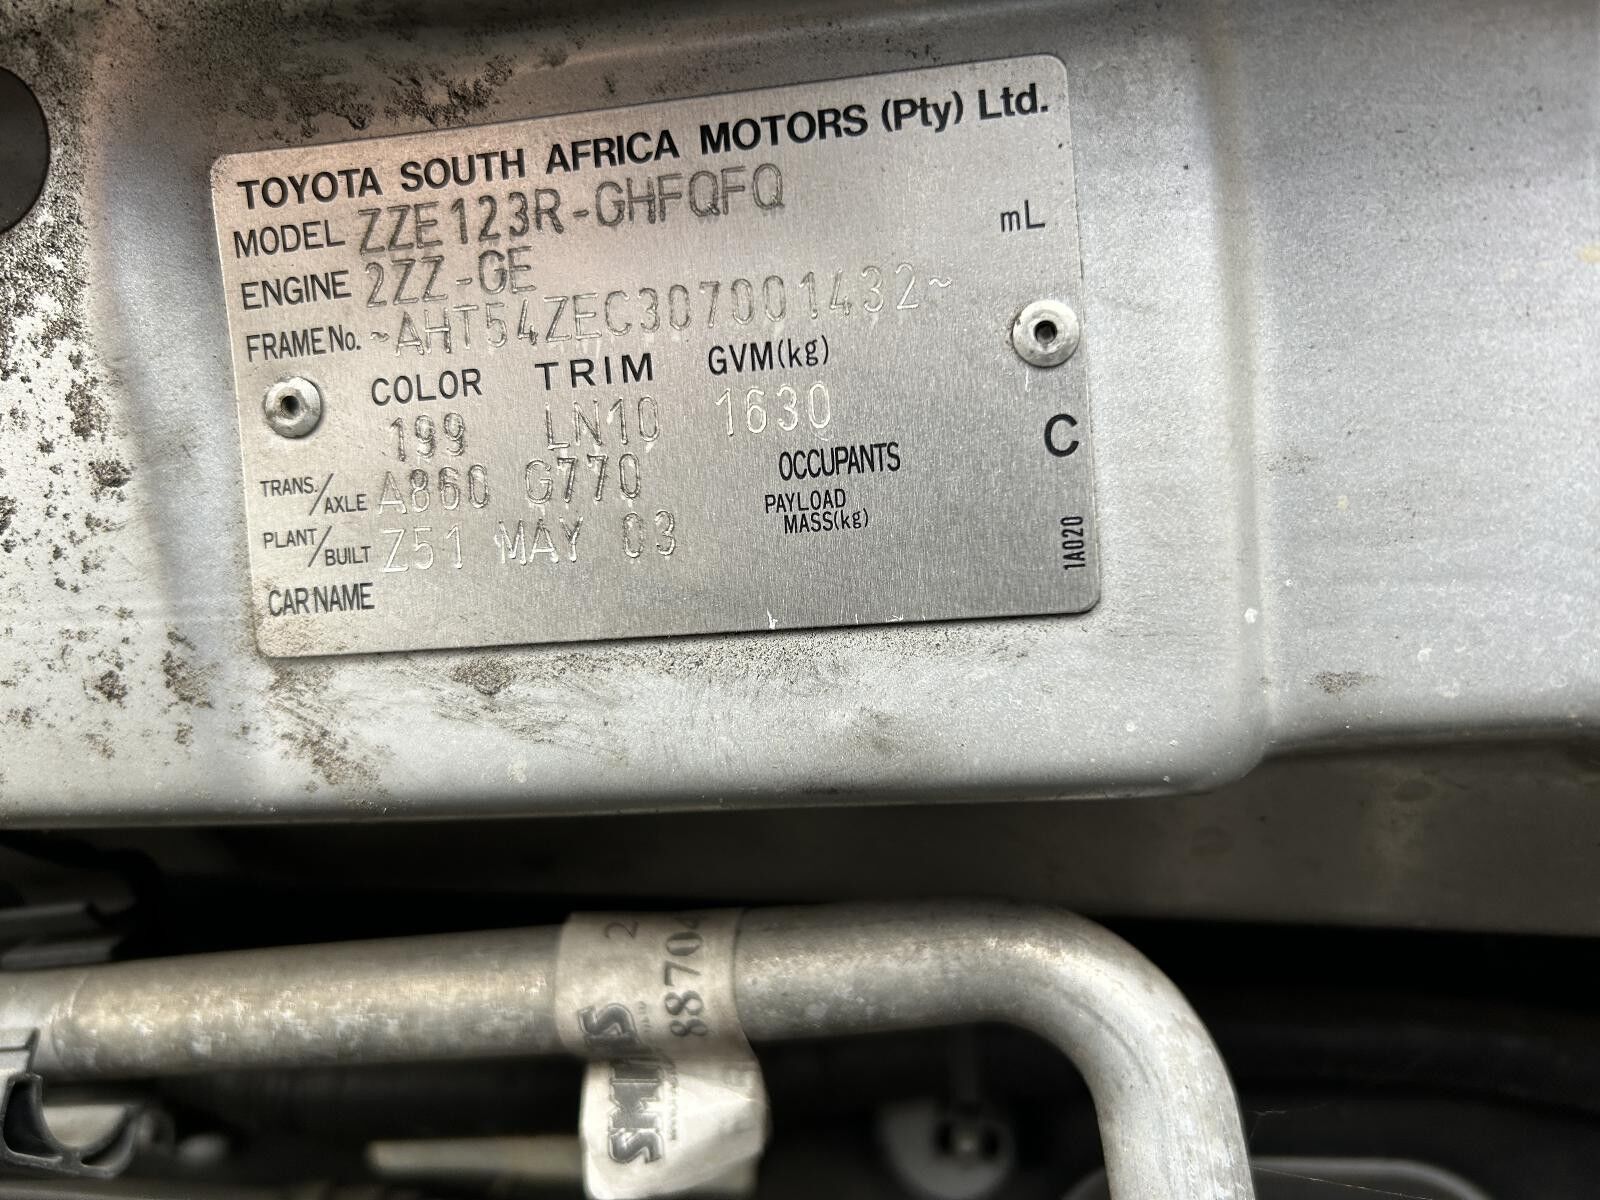 TOYOTA SOUTH AFRICA MOTORS (Pty) Ltd.
MODEL ZZE123R-GHFQFQ
ENGINE 2ZZ-GE mL
FRAME No. ~AHT54ZEC307001432~
COLOR TRIM GVM(kg)
199 LN10 1630
C
TRANS./AXLE A860 G770
OCCUPANTS
PAYLOAD
MASS(kg)
PLANT/BUILT Z51 MAY 03
1A020
CAR NAME
2